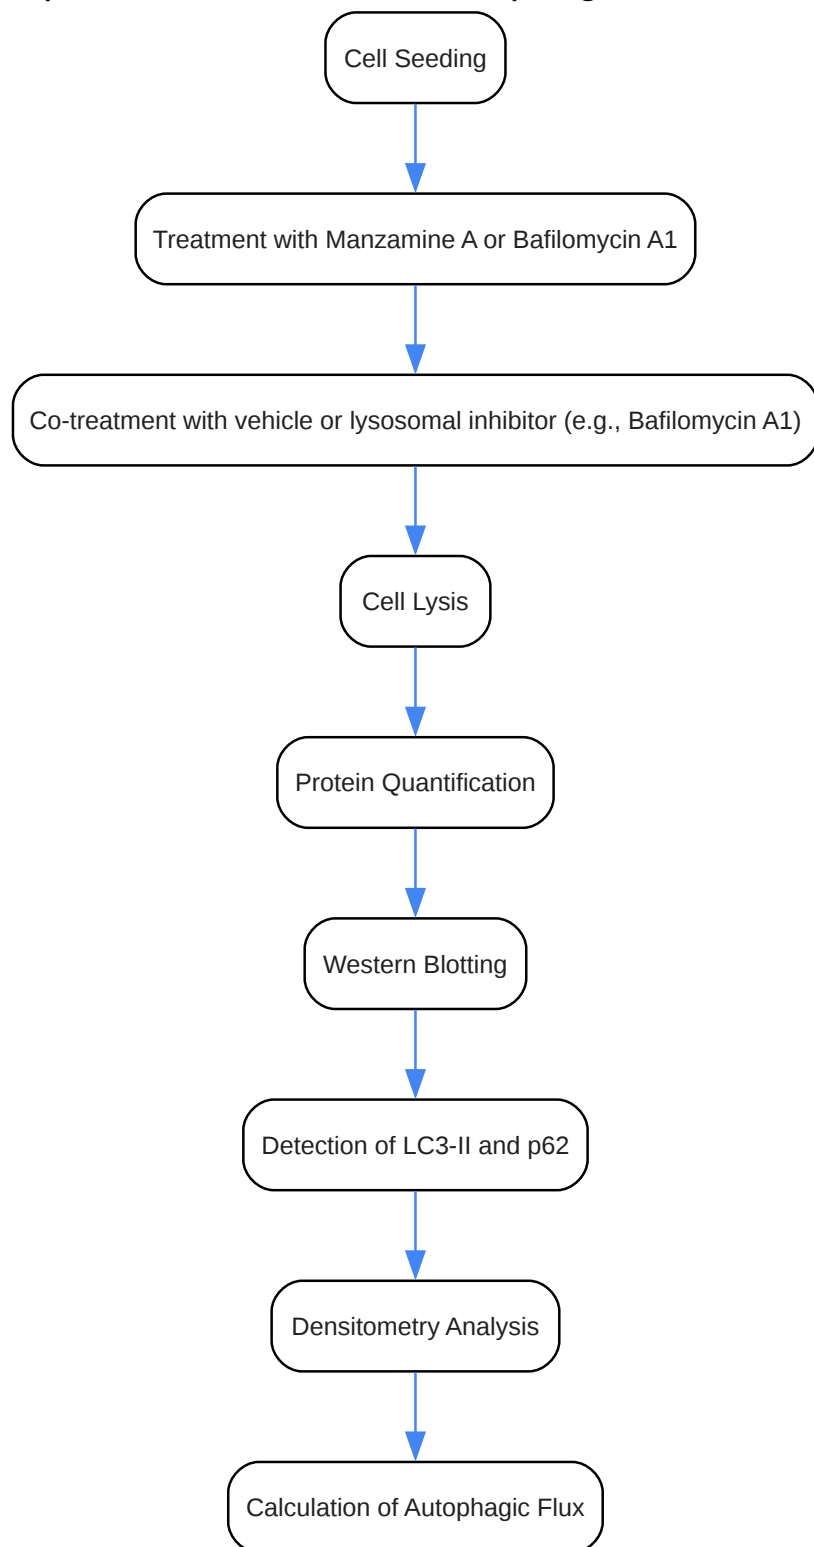 Cell Seeding
Treatment with Manzamine A or Bafilomycin A1
Co-treatment with vehicle or lysosomal inhibitor (e.g., Bafilomycin A1)
Cell Lysis
Protein Quantification
Western Blotting
Detection of LC3-II and p62
Densitometry Analysis
Calculation of Autophagic Flux